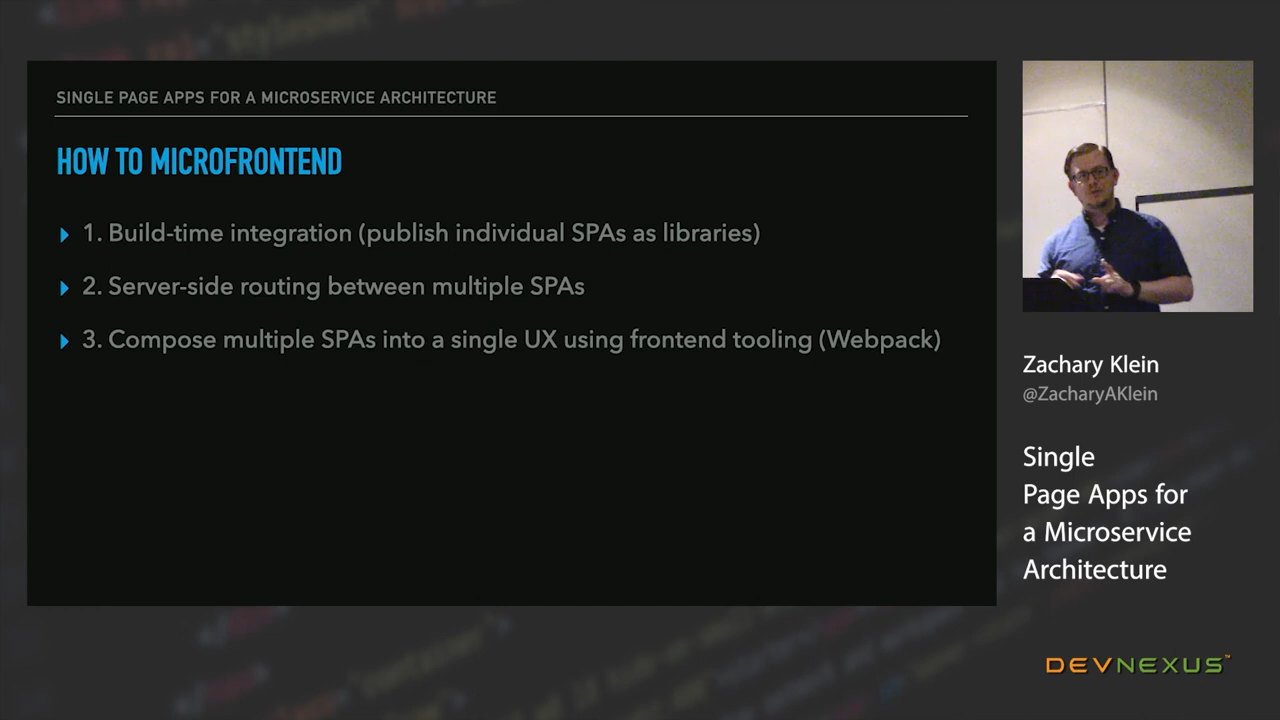 SINGLE PAGE APPS FOR A MICROSERVICE ARCHITECTURE
HOW TO MICROFRONTEND
1. Build-time integration (publish individual SPAs as libraries)
2. Server-side routing between multiple SPAs
3. Compose multiple SPAs into a single UX using frontend tooling (Webpack)
Zachary Klein
@ZacharyAKlein
Single
Page Apps for
a Microservice
Architecture
DEVNEXUS™